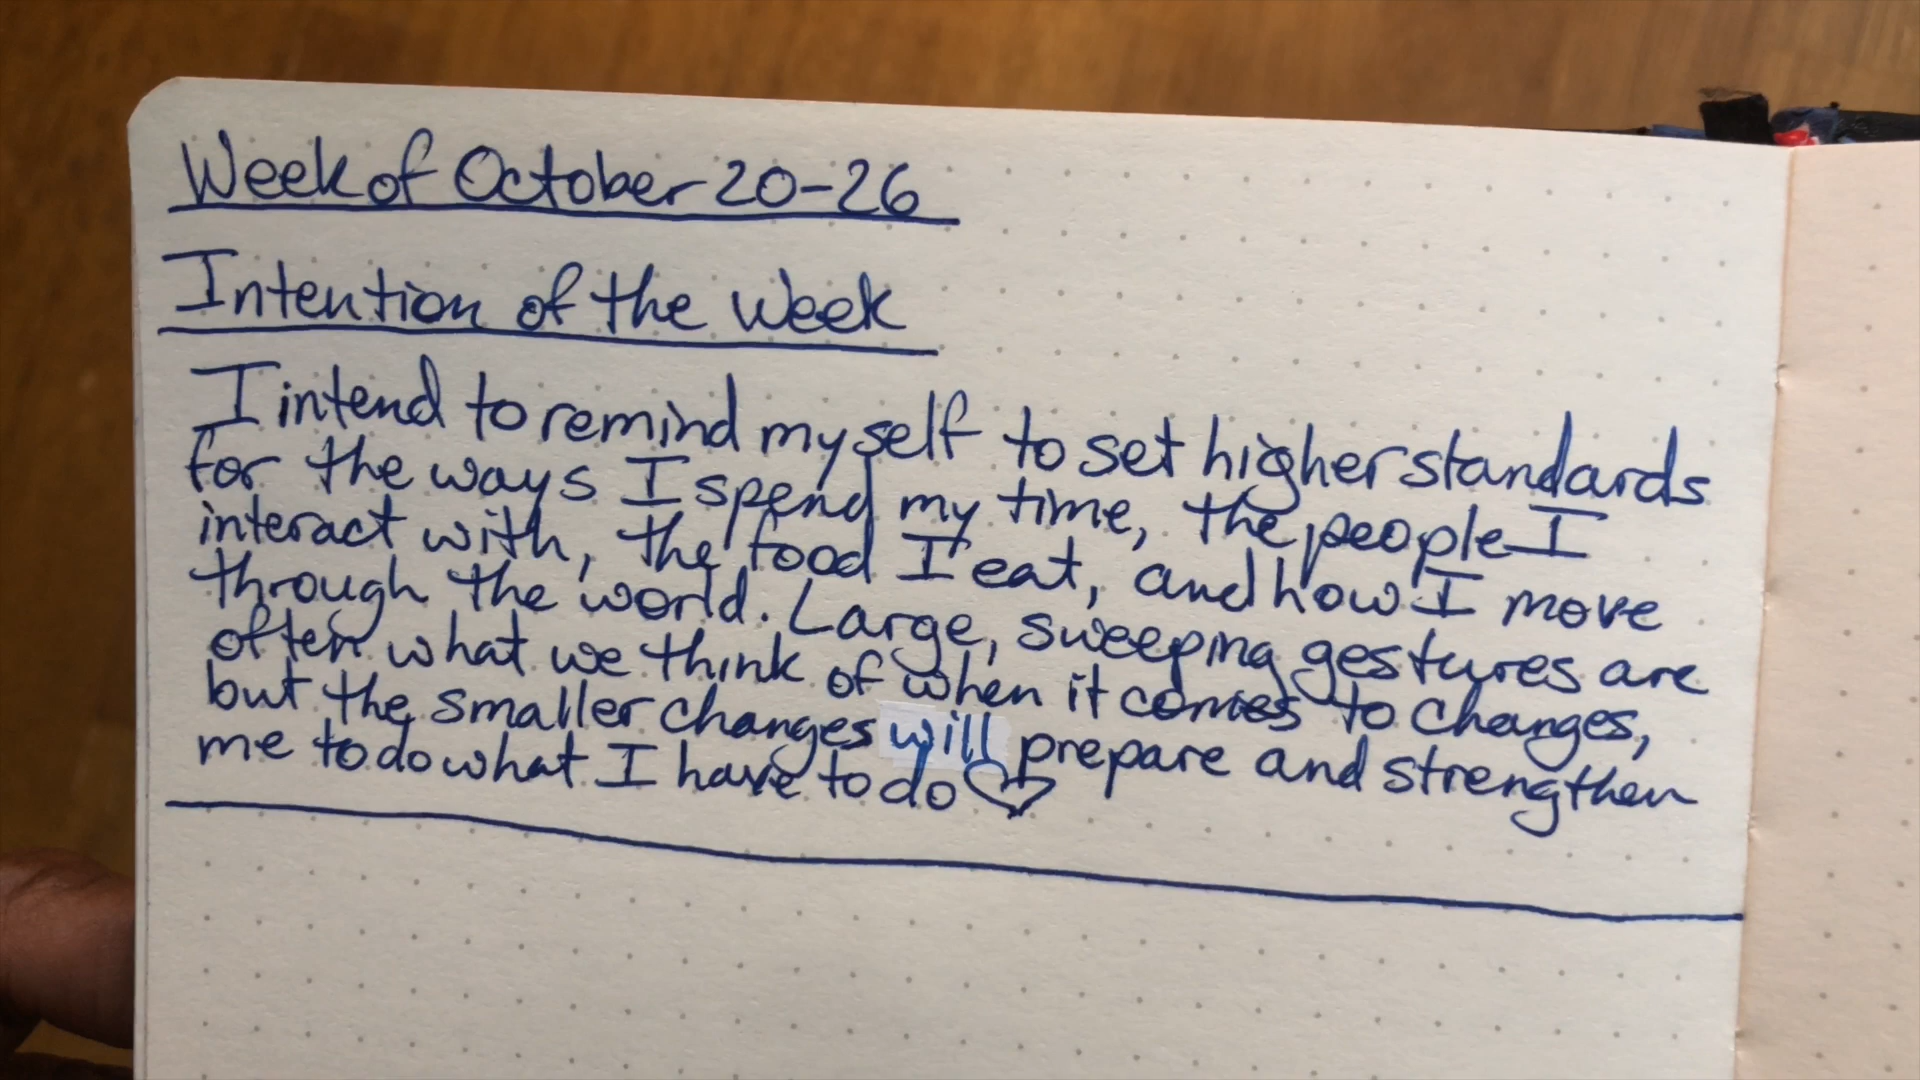 Week of October 20-26
Intention of the Week
I intend to remind myself to set higher standards
for the ways I spend my time, the people I
interact with, the food I eat, and how I move
through the world. Large, sweeping gestures are
often what we think of when it comes to changes,
but the smaller changes will prepare and strengthen
me to do what I have to do ♡